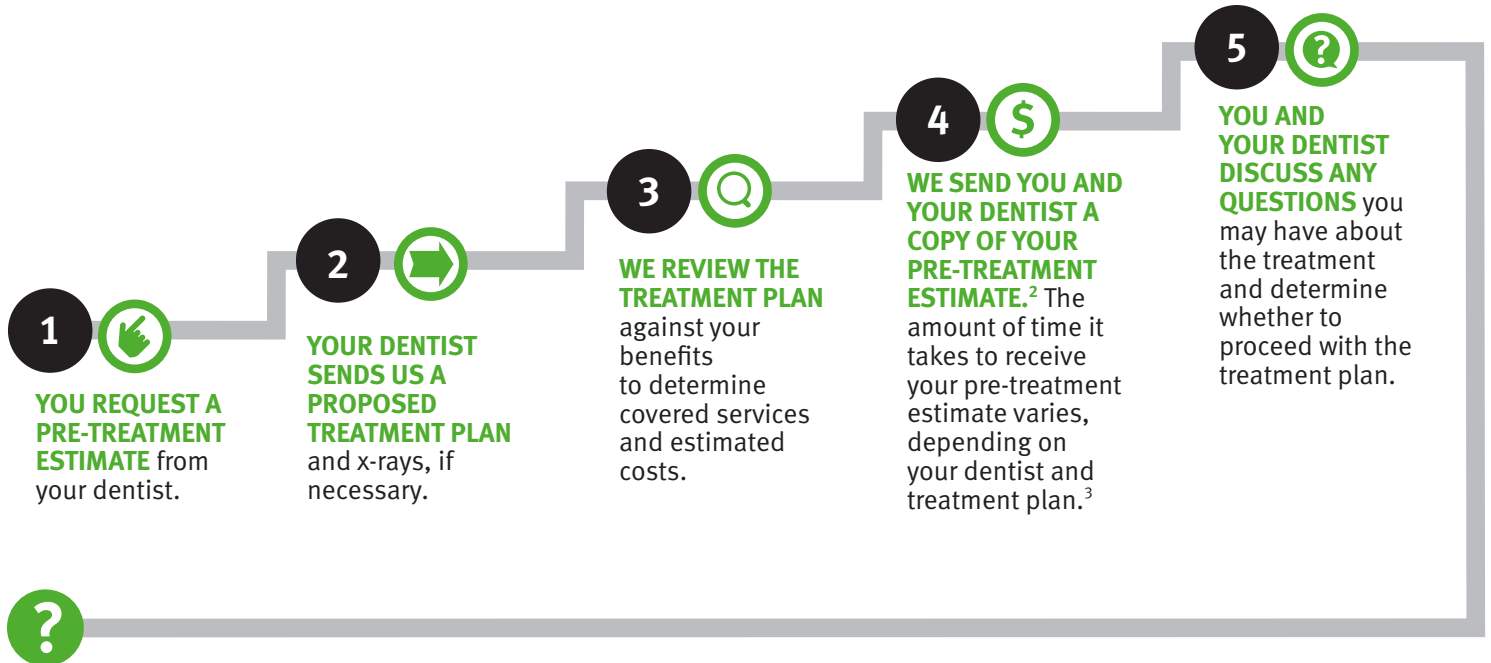 1
YOU REQUEST A
PRE-TREATMENT
ESTIMATE from
your dentist.
2
YOUR DENTIST
SENDS US A
PROPOSED
TREATMENT PLAN
and x-rays, if
necessary.
3
WE REVIEW THE
TREATMENT PLAN
against your
benefits
to determine
covered services
and estimated
costs.
4
$
WE SEND YOU AND
YOUR DENTIST A
COPY OF YOUR
PRE-TREATMENT
ESTIMATE.² The
amount of time it
takes to receive
your pre-treatment
estimate varies,
depending on
your dentist and
treatment plan.³
5
?
YOU AND
YOUR DENTIST
DISCUSS ANY
QUESTIONS you
may have about
the treatment
and determine
whether to
proceed with the
treatment plan.
?